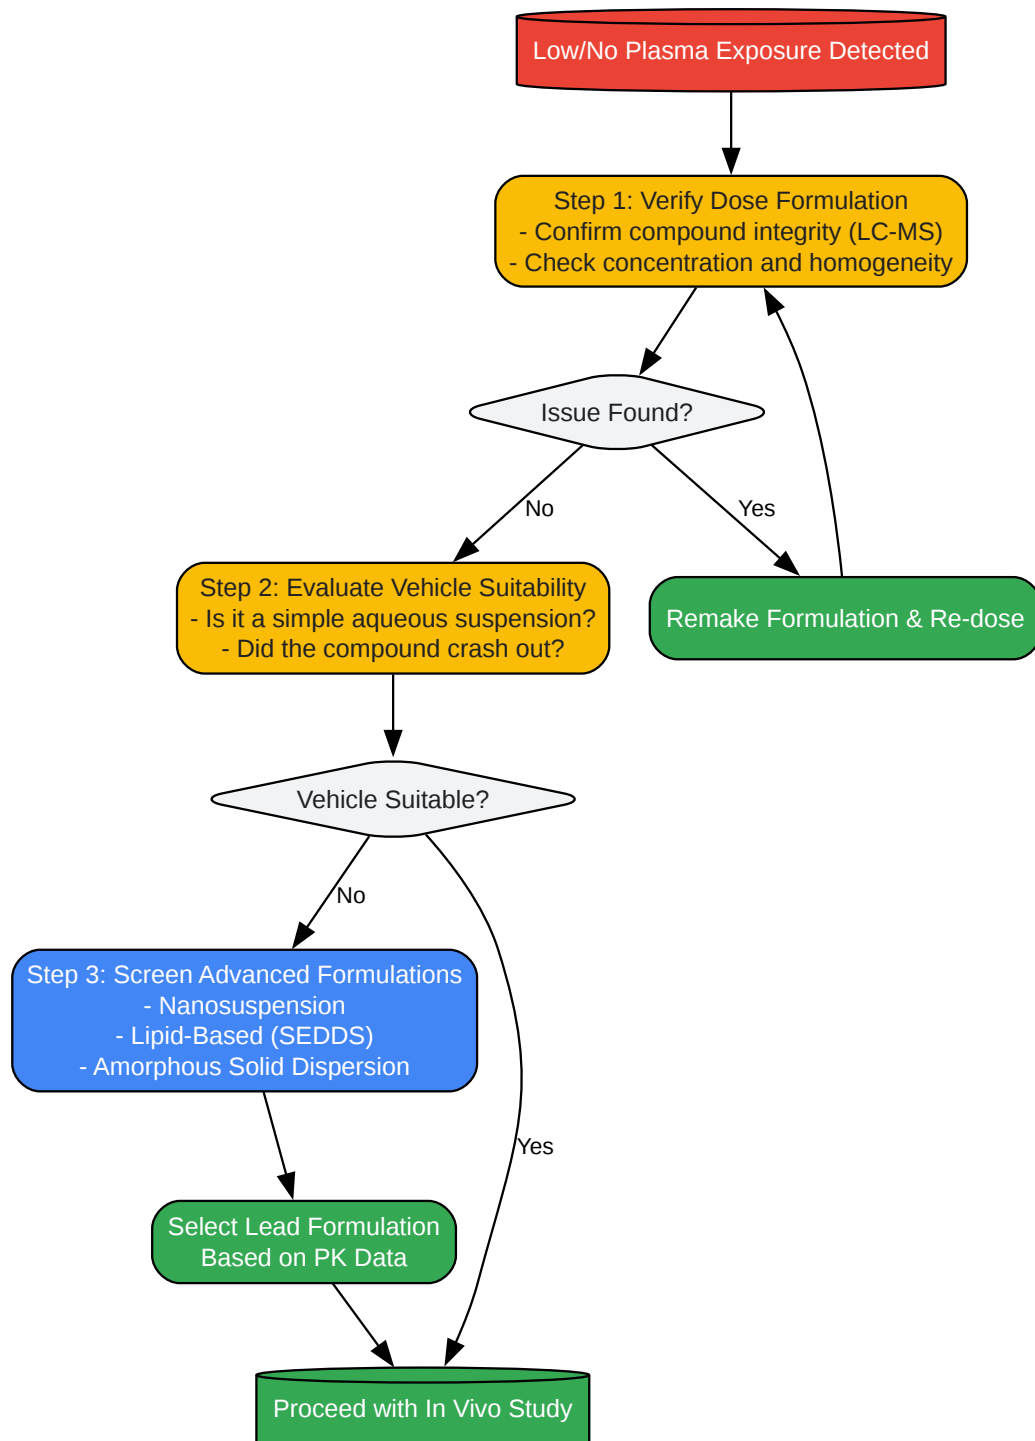 Low/No Plasma Exposure Detected
Step 1: Verify Dose Formulation
- Confirm compound integrity (LC-MS)
- Check concentration and homogeneity
Issue Found?
No
Yes
Step 2: Evaluate Vehicle Suitability
- Is it a simple aqueous suspension?
- Did the compound crash out?
Remake Formulation & Re-dose
Vehicle Suitable?
No
Step 3: Screen Advanced Formulations
- Nanosuspension
- Lipid-Based (SEDDS)
- Amorphous Solid Dispersion
Yes
Select Lead Formulation
Based on PK Data
Proceed with In Vivo Study